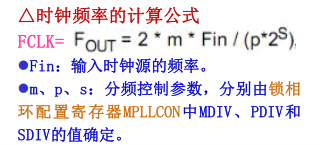 △时钟频率的计算公式
FCLK= FOUT = 2 * m * Fin / (p*2^S),
●Fin：输入时钟源的频率。
●m、p、s：分频控制参数，分别由锁相
环配置寄存器MPLLCON中MDIV、PDIV和
SDIV的值确定。